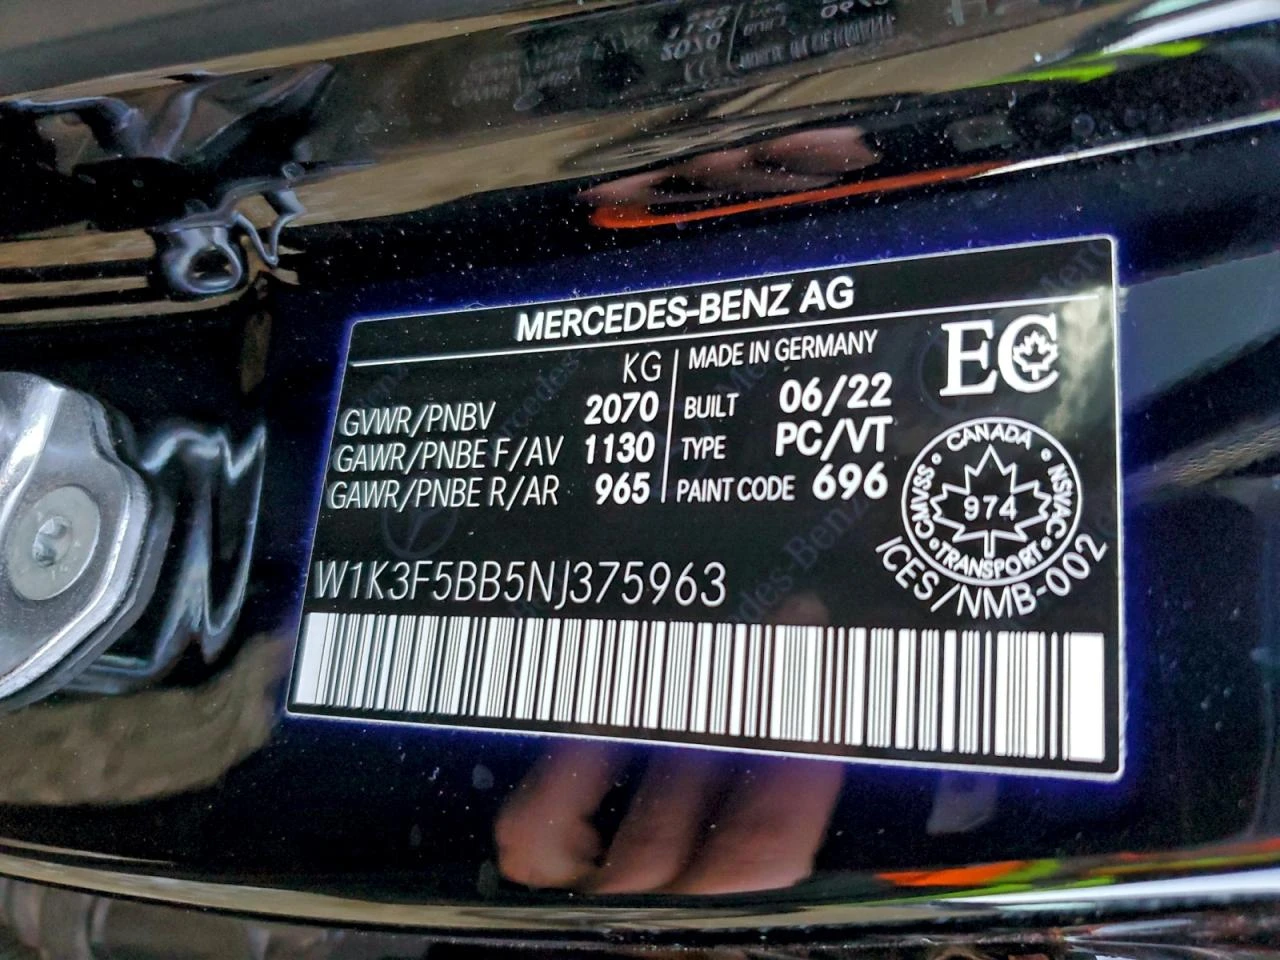 MERCEDES-BENZ AG
KG
GVWR/PNBV 2070
GAWR/PNBE F/AV 1130
GAWR/PNBE R/AR 965
MADE IN GERMANY
BUILT 06/22
TYPE PC/VT
PAINT CODE 696
EC
CANADA
CMVSS NSVAC
974
TRANSPORT
ICES/NMB-002
W1K3F5BB5NJ375963